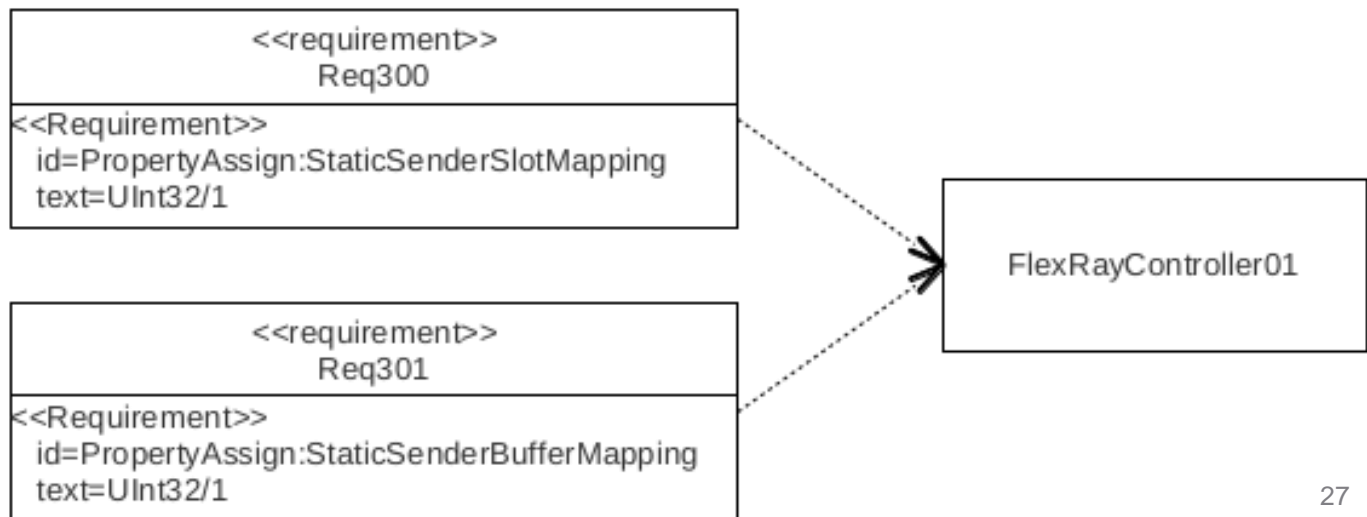 <<requirement>>
Req300
<<Requirement>>
id=PropertyAssign:StaticSenderSlotMapping
text=UInt32/1
FlexRayController01
<<requirement>>
Req301
<<Requirement>>
id=PropertyAssign:StaticSenderBufferMapping
text=UInt32/1
27